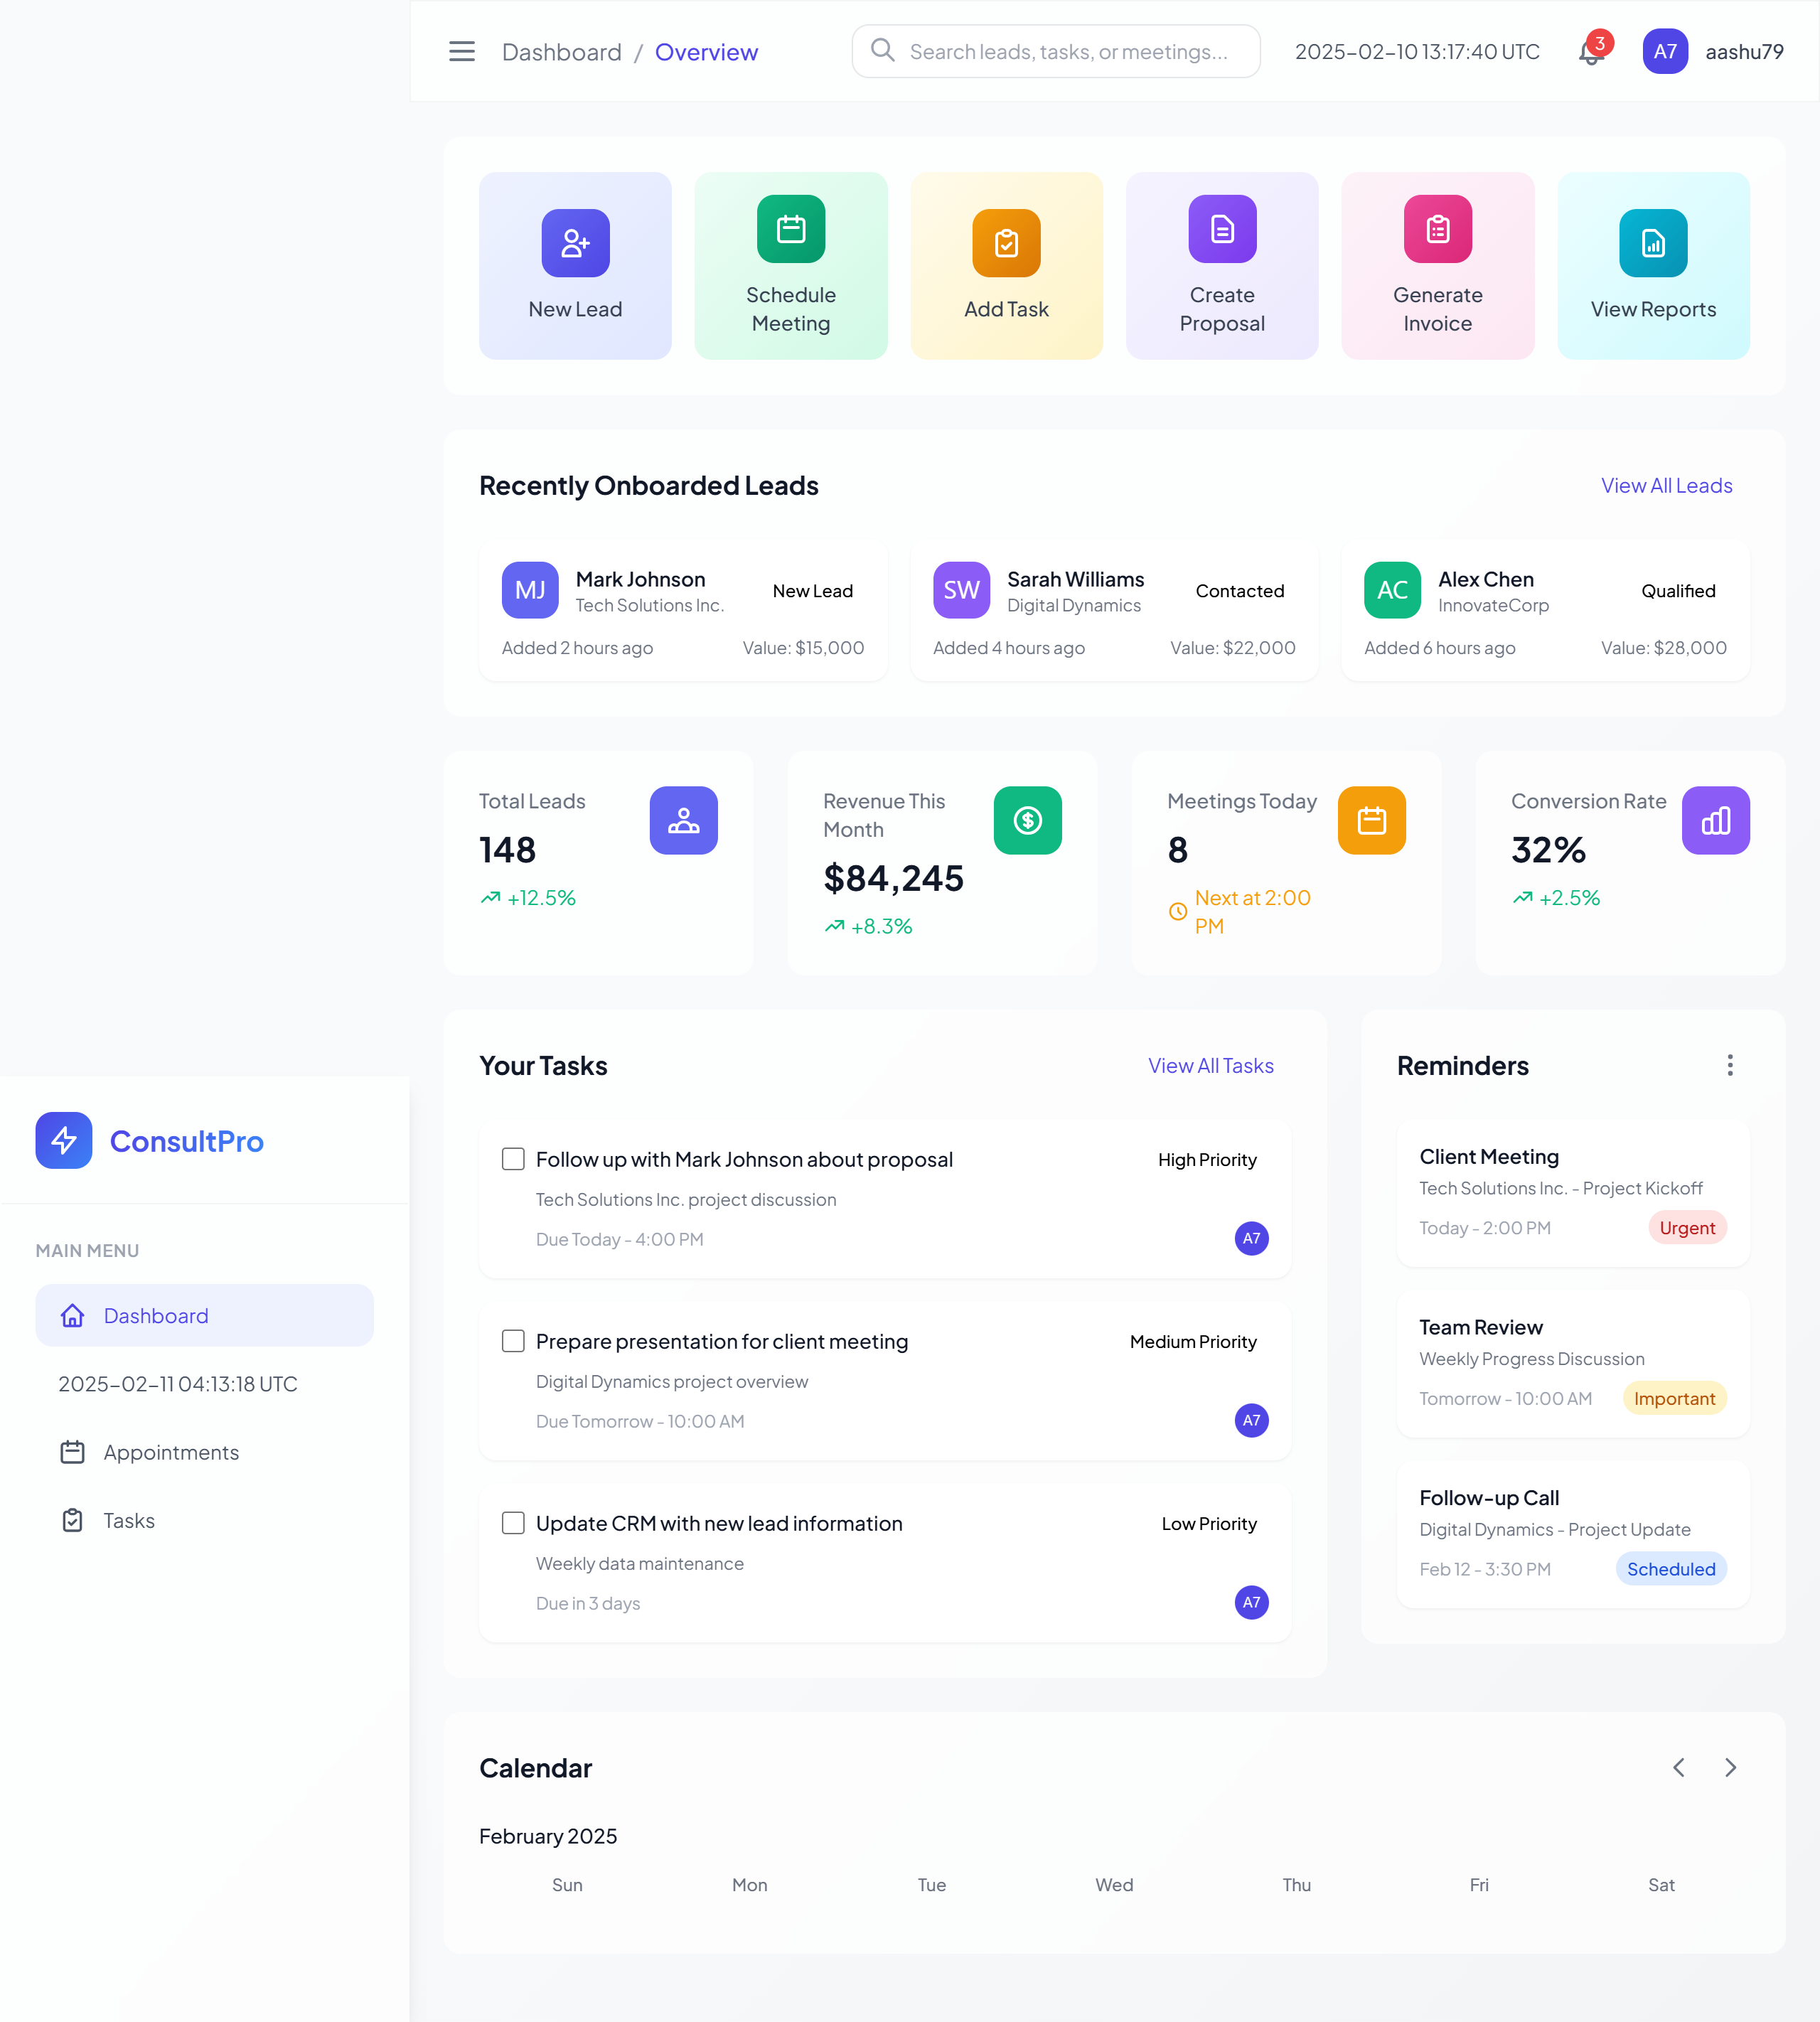 Dashboard / Overview
Search leads, tasks, or meetings...
2025-02-10 13:17:40 UTC
3
A7
aashu79
New Lead
Schedule
Meeting
Add Task
Create
Proposal
Generate
Invoice
View Reports
Recently Onboarded Leads
View All Leads
MJ
Mark Johnson
Tech Solutions Inc.
New Lead
Added 2 hours ago
Value: $15,000
SW
Sarah Williams
Digital Dynamics
Contacted
Added 4 hours ago
Value: $22,000
AC
Alex Chen
InnovateCorp
Qualified
Added 6 hours ago
Value: $28,000
Total Leads
148
+12.5%
Revenue This
Month
$84,245
+8.3%
Meetings Today
8
Next at 2:00
PM
Conversion Rate
32%
+2.5%
ConsultPro
MAIN MENU
Dashboard
2025-02-11 04:13:18 UTC
Appointments
Tasks
Your Tasks
View All Tasks
Follow up with Mark Johnson about proposal
High Priority
Tech Solutions Inc. project discussion
Due Today - 4:00 PM
A7
Prepare presentation for client meeting
Medium Priority
Digital Dynamics project overview
Due Tomorrow - 10:00 AM
A7
Update CRM with new lead information
Low Priority
Weekly data maintenance
Due in 3 days
A7
Reminders
Client Meeting
Tech Solutions Inc. - Project Kickoff
Today - 2:00 PM
Urgent
Team Review
Weekly Progress Discussion
Tomorrow - 10:00 AM
Important
Follow-up Call
Digital Dynamics - Project Update
Feb 12 - 3:30 PM
Scheduled
Calendar
February 2025
Sun Mon Tue Wed Thu Fri Sat